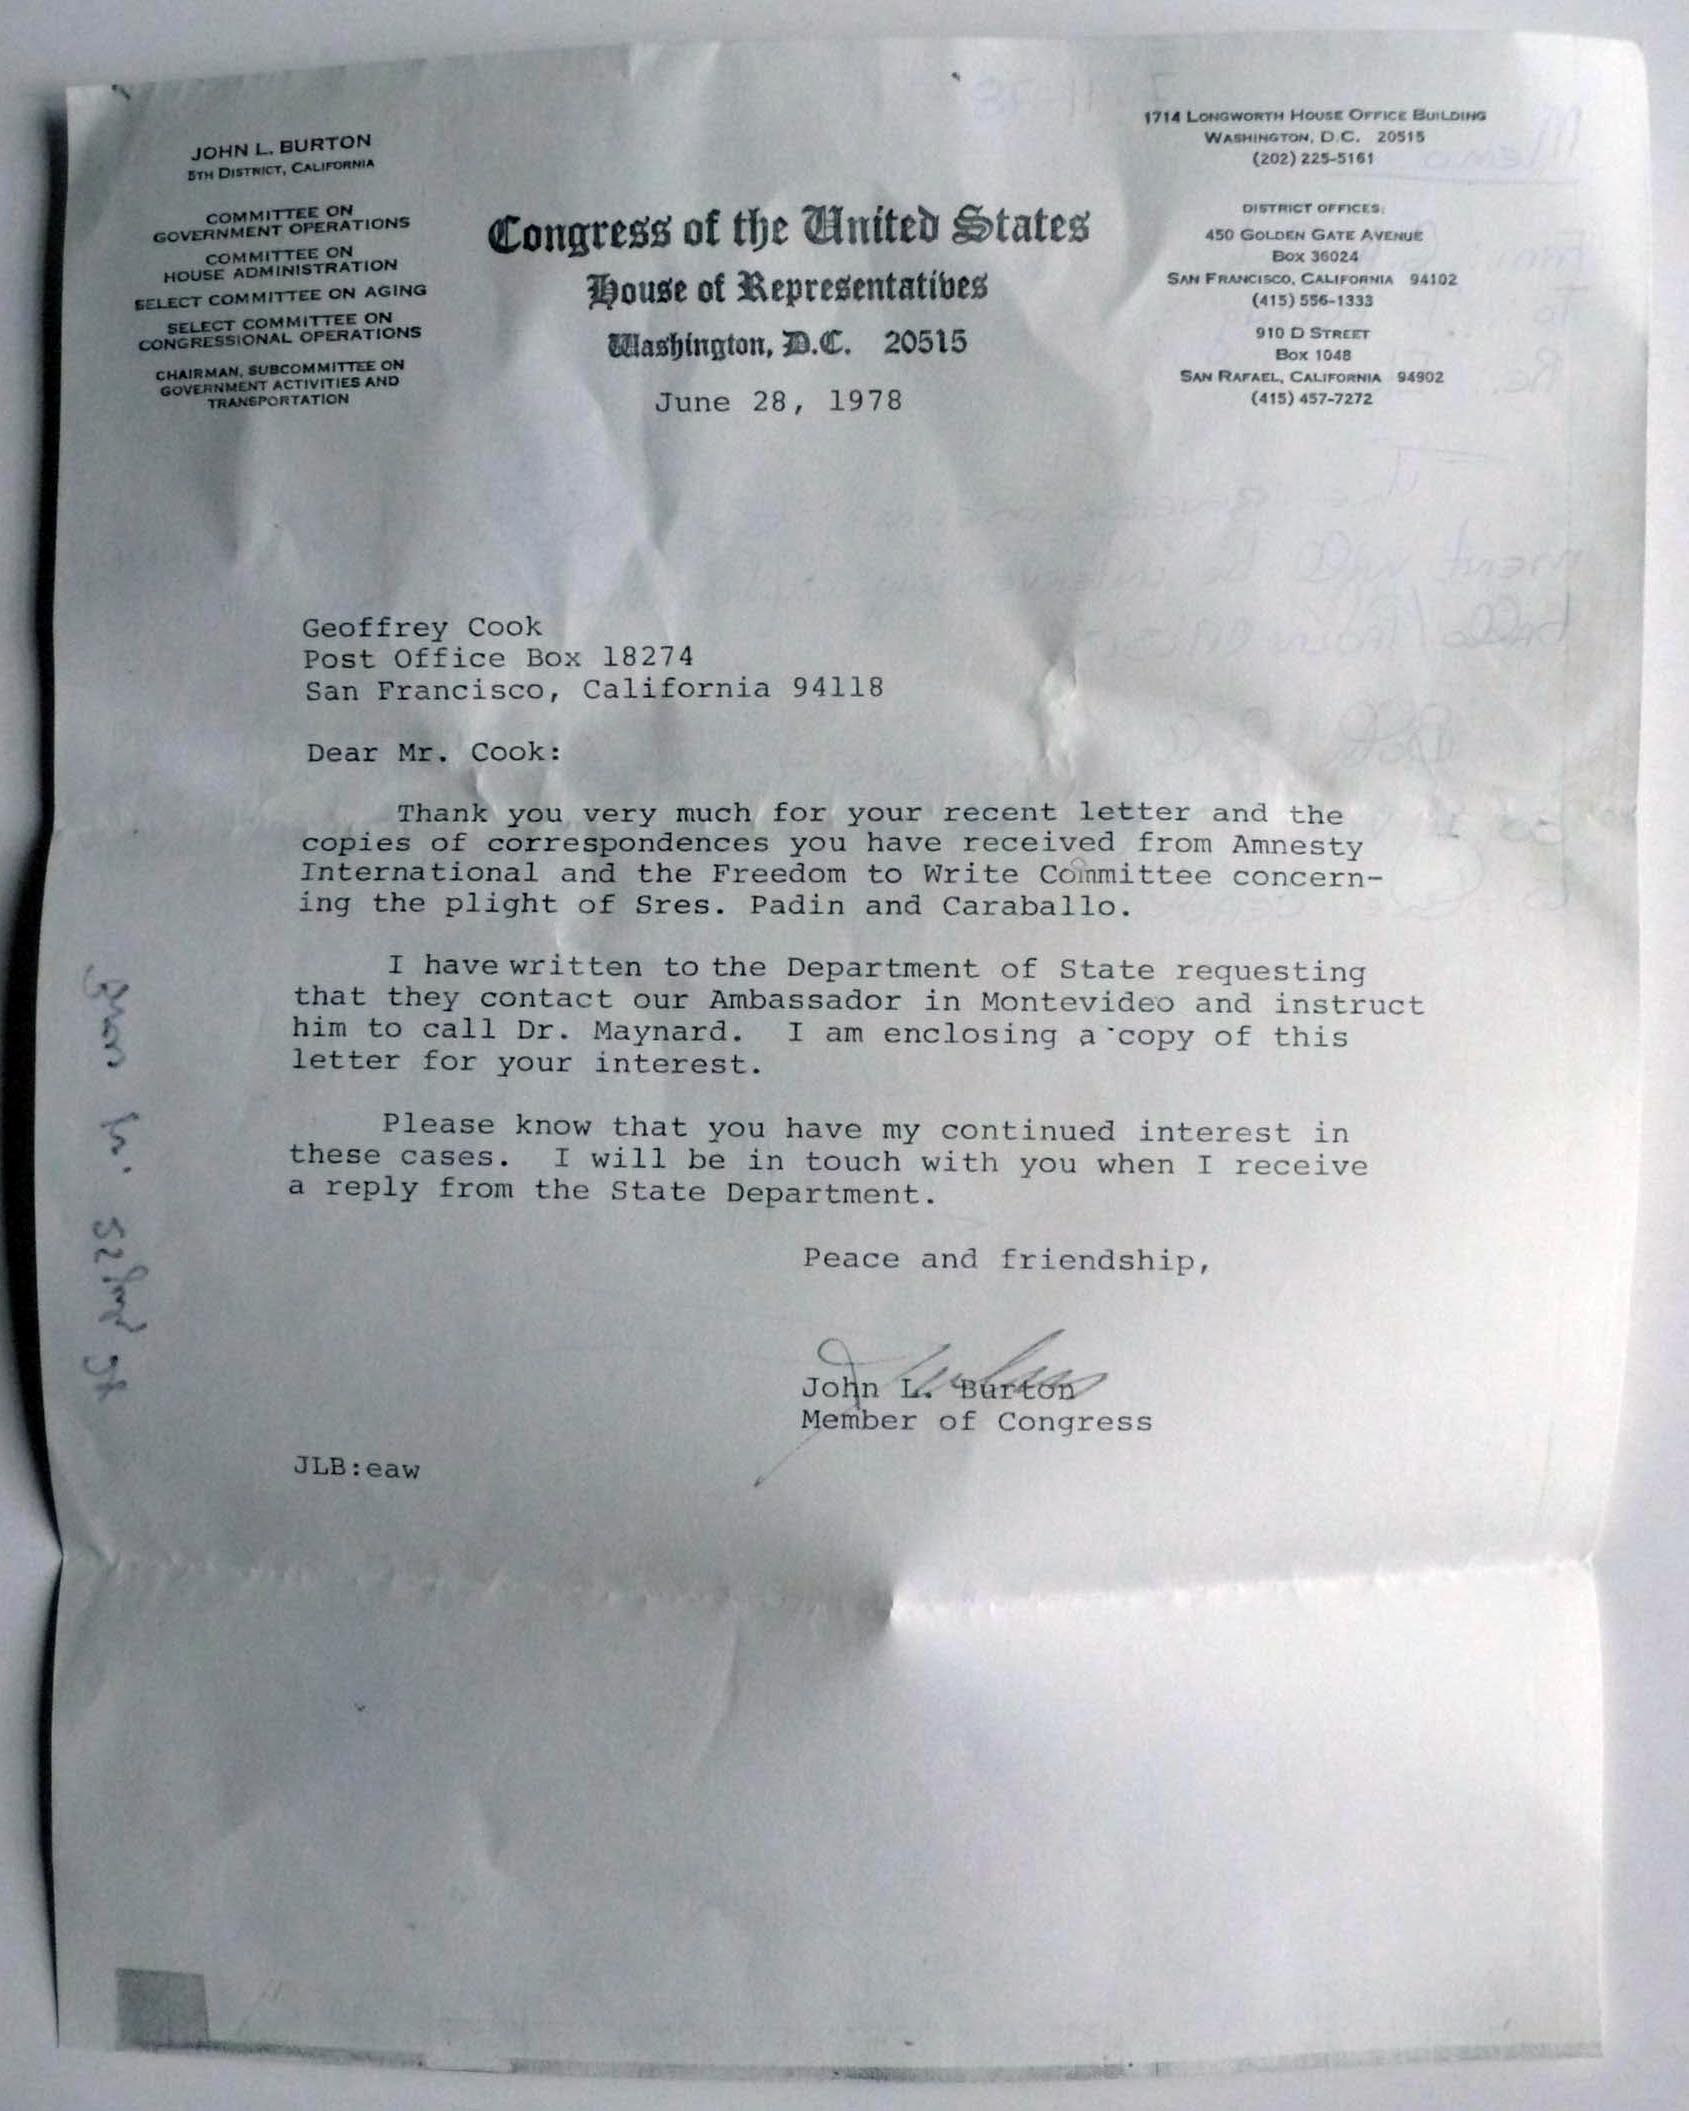 JOHN L. BURTON
5TH DISTRICT, CALIFORNIA
COMMITTEE ON
GOVERNMENT OPERATIONS
COMMITTEE ON
HOUSE ADMINISTRATION
SELECT COMMITTEE ON AGING
SELECT COMMITTEE ON
CONGRESSIONAL OPERATIONS
CHAIRMAN, SUBCOMMITTEE ON
GOVERNMENT ACTIVITIES AND
TRANSPORTATION
Congress of the United States
House of Representatives
Washington, D.C. 20515
June 28, 1978
1714 LONGWORTH HOUSE OFFICE BUILDING
WASHINGTON, D.C. 20515
(202) 225-5161
DISTRICT OFFICES:
450 GOLDEN GATE AVENUE
BOX 36024
SAN FRANCISCO, CALIFORNIA 94102
(415) 556-1333
910 D STREET
BOX 1048
SAN RAFAEL, CALIFORNIA 94902
(415) 457-7272
Geoffrey Cook
Post Office Box 18274
San Francisco, California 94118
Dear Mr. Cook:
Thank you very much for your recent letter and the
copies of correspondences you have received from Amnesty
International and the Freedom to Write Committee concern-
ing the plight of Sres. Padin and Caraballo.
I have written to the Department of State requesting
that they contact our Ambassador in Montevideo and instruct
him to call Dr. Maynard. I am enclosing a copy of this
letter for your interest.
Please know that you have my continued interest in
these cases. I will be in touch with you when I receive
a reply from the State Department.
Peace and friendship,
John L. Burton
Member of Congress
JLB:eaw